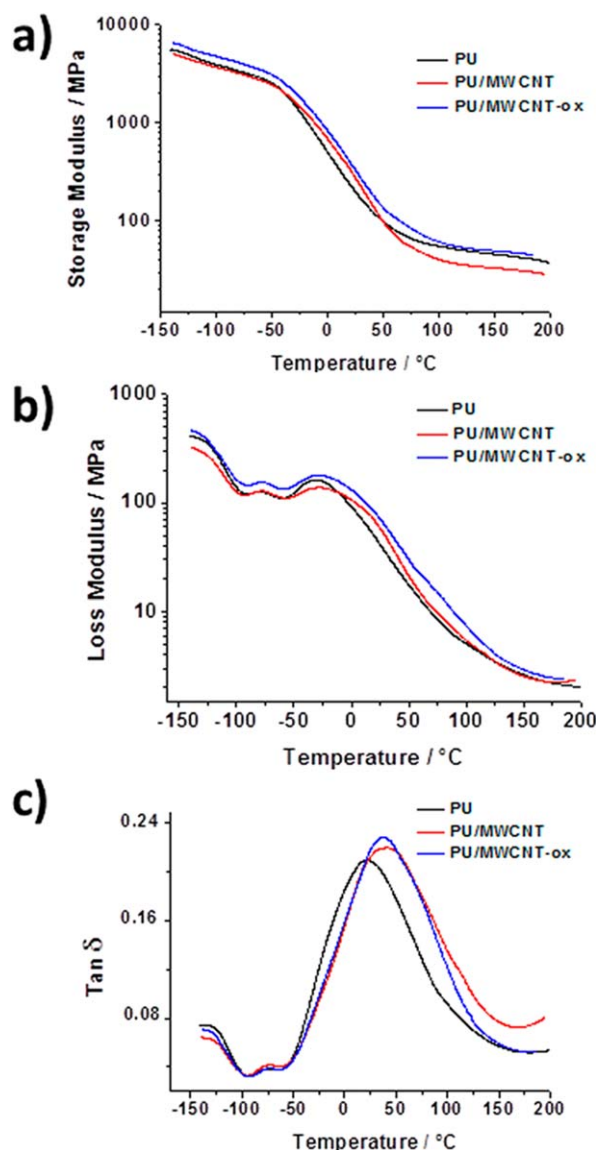 a)
10000
1000
100
Storage Modulus / MPa
PU
PU/MWCNT
PU/MWCNT-ox
-150 -100 -50 0 50 100 150 200
Temperature / °C
b)
1000
100
10
Loss Modulus / MPa
PU
PU/MWCNT
PU/MWCNT-ox
-150 -100 -50 0 50 100 150 200
Temperature / °C
c)
0.24
0.16
0.08
Tan δ
PU
PU/MWCNT
PU/MWCNT-ox
-150 -100 -50 0 50 100 150 200
Temperature / °C